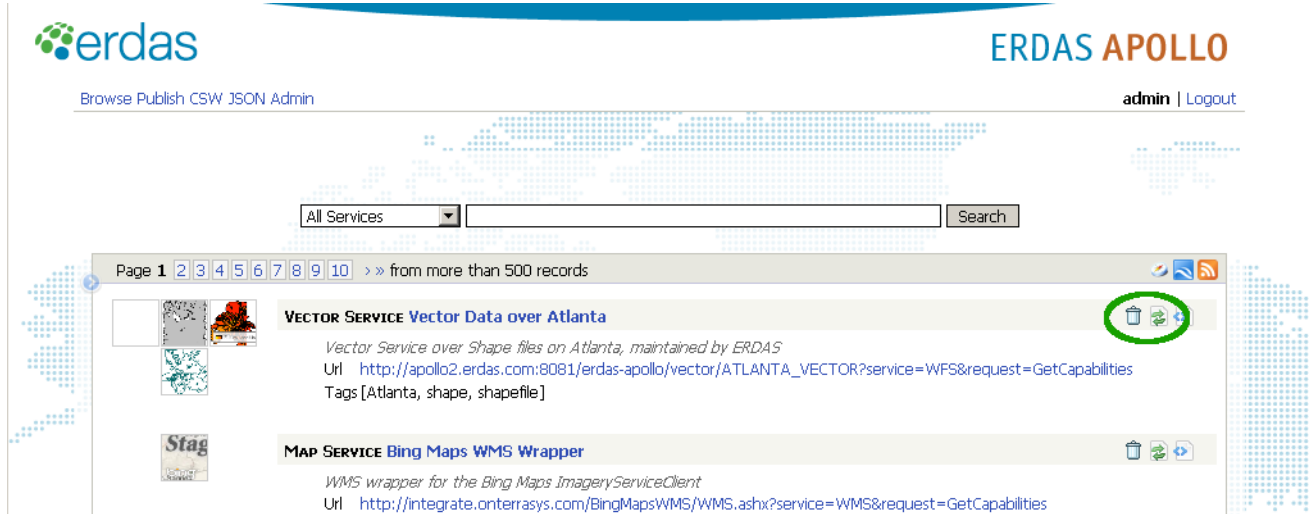 erdas
ERDAS APOLLO
Browse Publish CSW JSON Admin
admin | Logout
All Services
Search
Page 1 2 3 4 5 6 7 8 9 10 › » from more than 500 records
VECTOR SERVICE Vector Data over Atlanta
Vector Service over Shape files on Atlanta, maintained by ERDAS
Url http://apollo2.erdas.com:8081/erdas-apollo/vector/ATLANTA_VECTOR?service=WFS&request=GetCapabilities
Tags [Atlanta, shape, shapefile]
Stag
MAP SERVICE Bing Maps WMS Wrapper
WMS wrapper for the Bing Maps ImageryServiceClient
Url http://integrate.onterrasys.com/BingMapsWMS/WMS.ashx?service=WMS&request=GetCapabilities